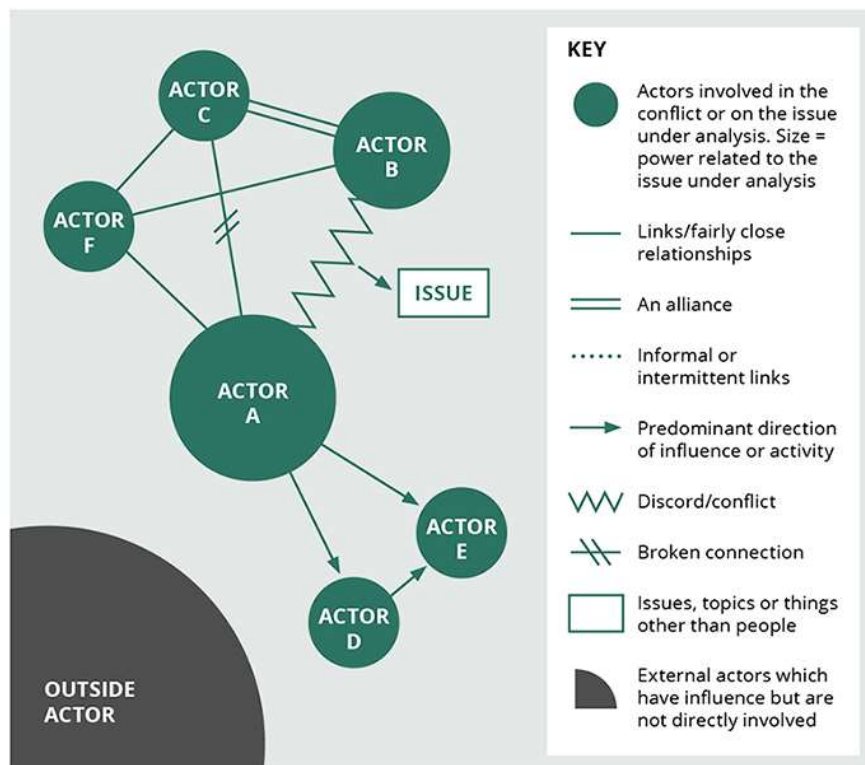 ACTOR
C
ACTOR
B
ACTOR
F
ISSUE
ACTOR
A
ACTOR
E
ACTOR
D
OUTSIDE
ACTOR
KEY
Actors involved in the
conflict or on the issue
under analysis. Size =
power related to the
issue under analysis
Links/fairly close
relationships
An alliance
Informal or
intermittent links
Predominant direction
of influence or activity
Discord/conflict
Broken connection
Issues, topics or things
other than people
External actors which
have influence but are
not directly involved